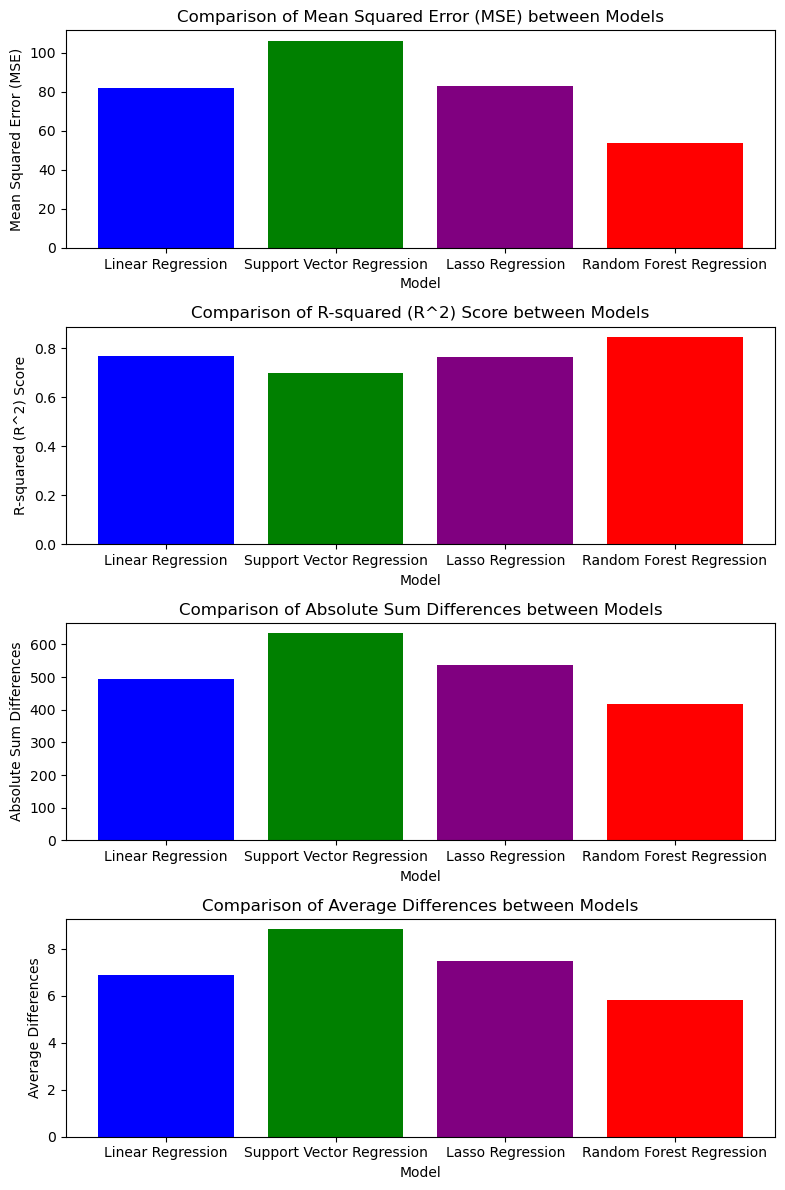 Comparison of Mean Squared Error (MSE) between Models
Mean Squared Error (MSE)
100
80
60
40
20
0
Linear Regression Support Vector Regression Lasso Regression Random Forest Regression
Model
Comparison of R-squared (R^2) Score between Models
R-squared (R^2) Score
0.8
0.6
0.4
0.2
0.0
Linear Regression Support Vector Regression Lasso Regression Random Forest Regression
Model
Comparison of Absolute Sum Differences between Models
Absolute Sum Differences
600
500
400
300
200
100
0
Linear Regression Support Vector Regression Lasso Regression Random Forest Regression
Model
Comparison of Average Differences between Models
Average Differences
8
6
4
2
0
Linear Regression Support Vector Regression Lasso Regression Random Forest Regression
Model